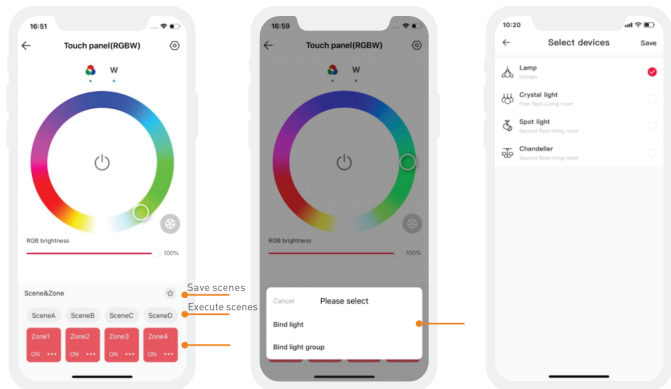 16:51
Touch panel(RGBW)
W
RGB brightness
100%
Scene&Zone
SceneA SceneB SceneC SceneD
Zone1 Zone2 Zone3 Zone4
ON ••• ON ••• ON ••• ON •••
Save scenes
Execute scenes
16:59
Touch panel(RGBW)
W
RGB brightness
100%
Cancel Please select
Bind light
Bind light group
10:20
Select devices Save
Lamp
Kitchen
Crystal light
First floor-Living room
Spot light
Second floor-living room
Chandelier
Second floor-living room